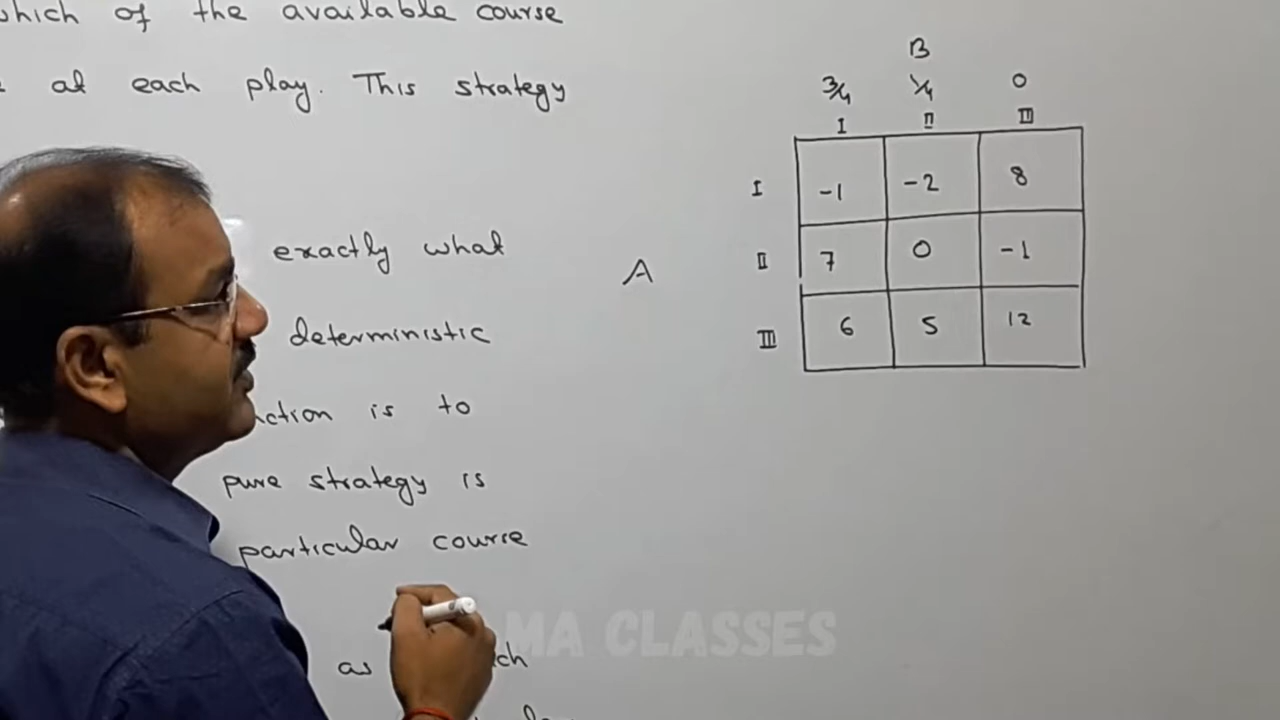 which of the available course
at each play. This strategy
exactly what
deterministic
is to
pure strategy is
particular course
as
B
3/4 1/4 0
I II III
I -1 -2 8
A
II 7 0 -1
III 6 5 12
MA CLASSES